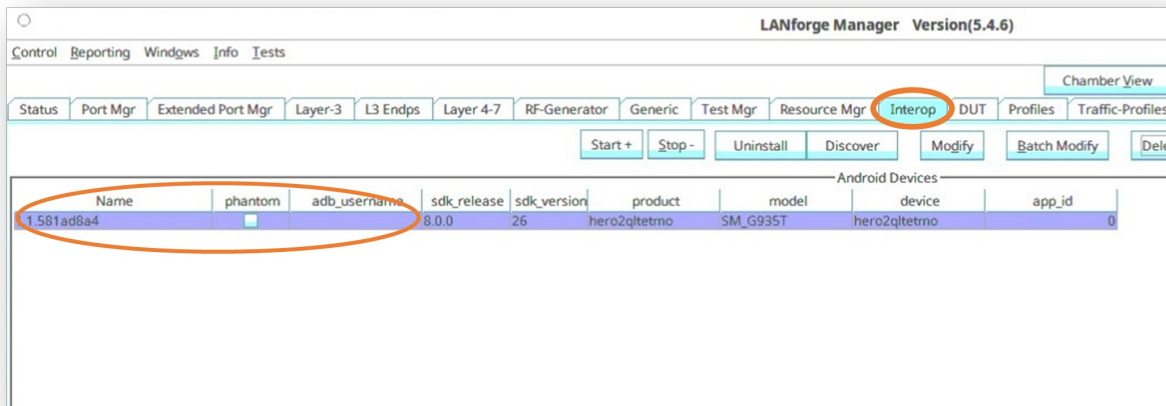 LANforge Manager Version(5.4.6)
Control Reporting Windows Info Tests
Chamber View
Status Port Mgr Extended Port Mgr Layer-3 L3 Endps Layer 4-7 RF-Generator Generic Test Mgr Resource Mgr Interop DUT Profiles Traffic-Profiles
Start + Stop - Uninstall Discover Modify Batch Modify Dele
Android Devices
Name phantom adb_username sdk_release sdk_version product model device app_id
1.581ad8a4 8.0.0 26 hero2qltetmo SM_G935T hero2qltetmo 0